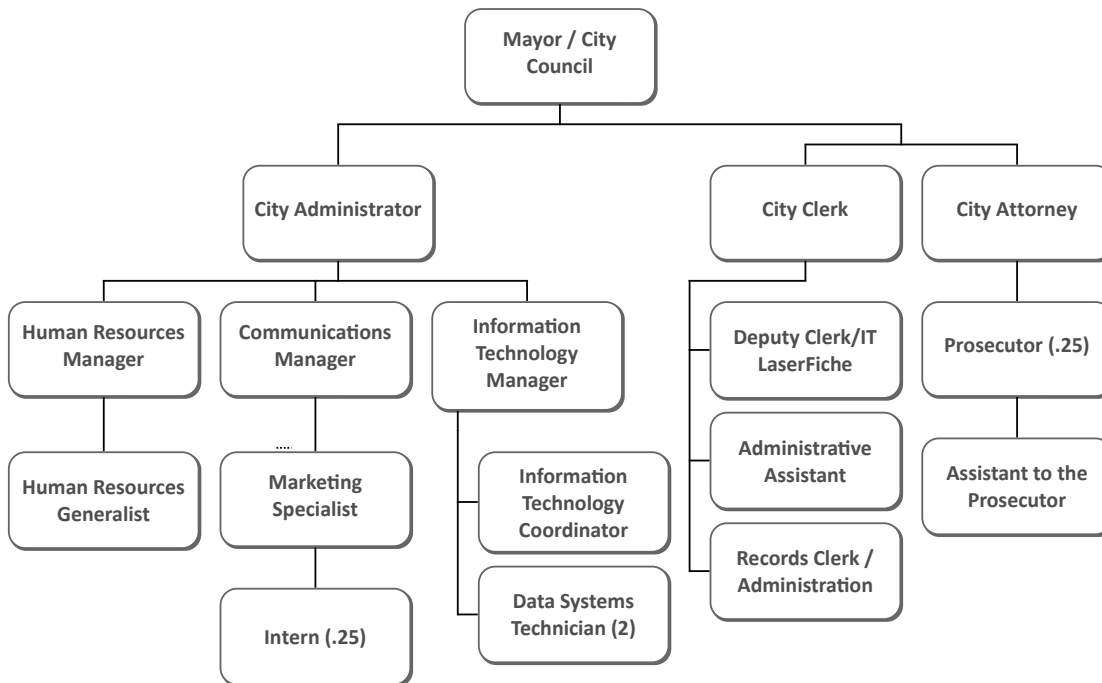 Mayor / City
Council
City Administrator
City Clerk
City Attorney
Human Resources
Manager
Communications
Manager
Information
Technology
Manager
Deputy Clerk/IT
LaserFiche
Prosecutor (.25)
Human Resources
Generalist
Marketing
Specialist
Information
Technology
Coordinator
Administrative
Assistant
Assistant to the
Prosecutor
Intern (.25)
Data Systems
Technician (2)
Records Clerk /
Administration